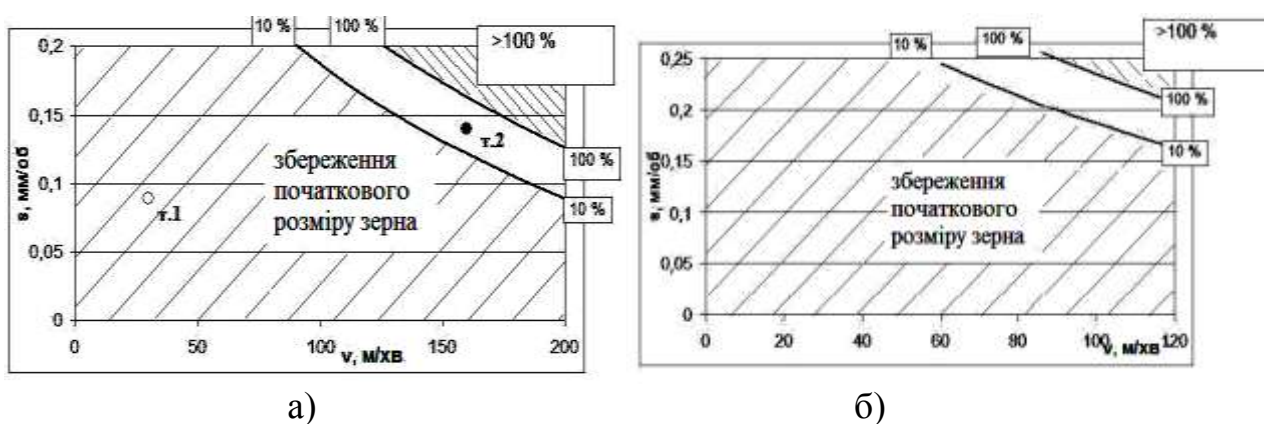 10 %
100 %
>100 %
0,2
0,15
0,1
0,05
0
s, мм/об
т.1
т.2
збереження
початкового
розміру зерна
100 %
10 %
0
50
100
150
200
v, м/хв
а)
10 %
100 %
>100 %
0,25
0,2
0,15
0,1
0,05
0
s, мм/об
збереження
початкового
розміру зерна
100 %
10 %
0
20
40
60
80
100
120
v, м/хв
б)